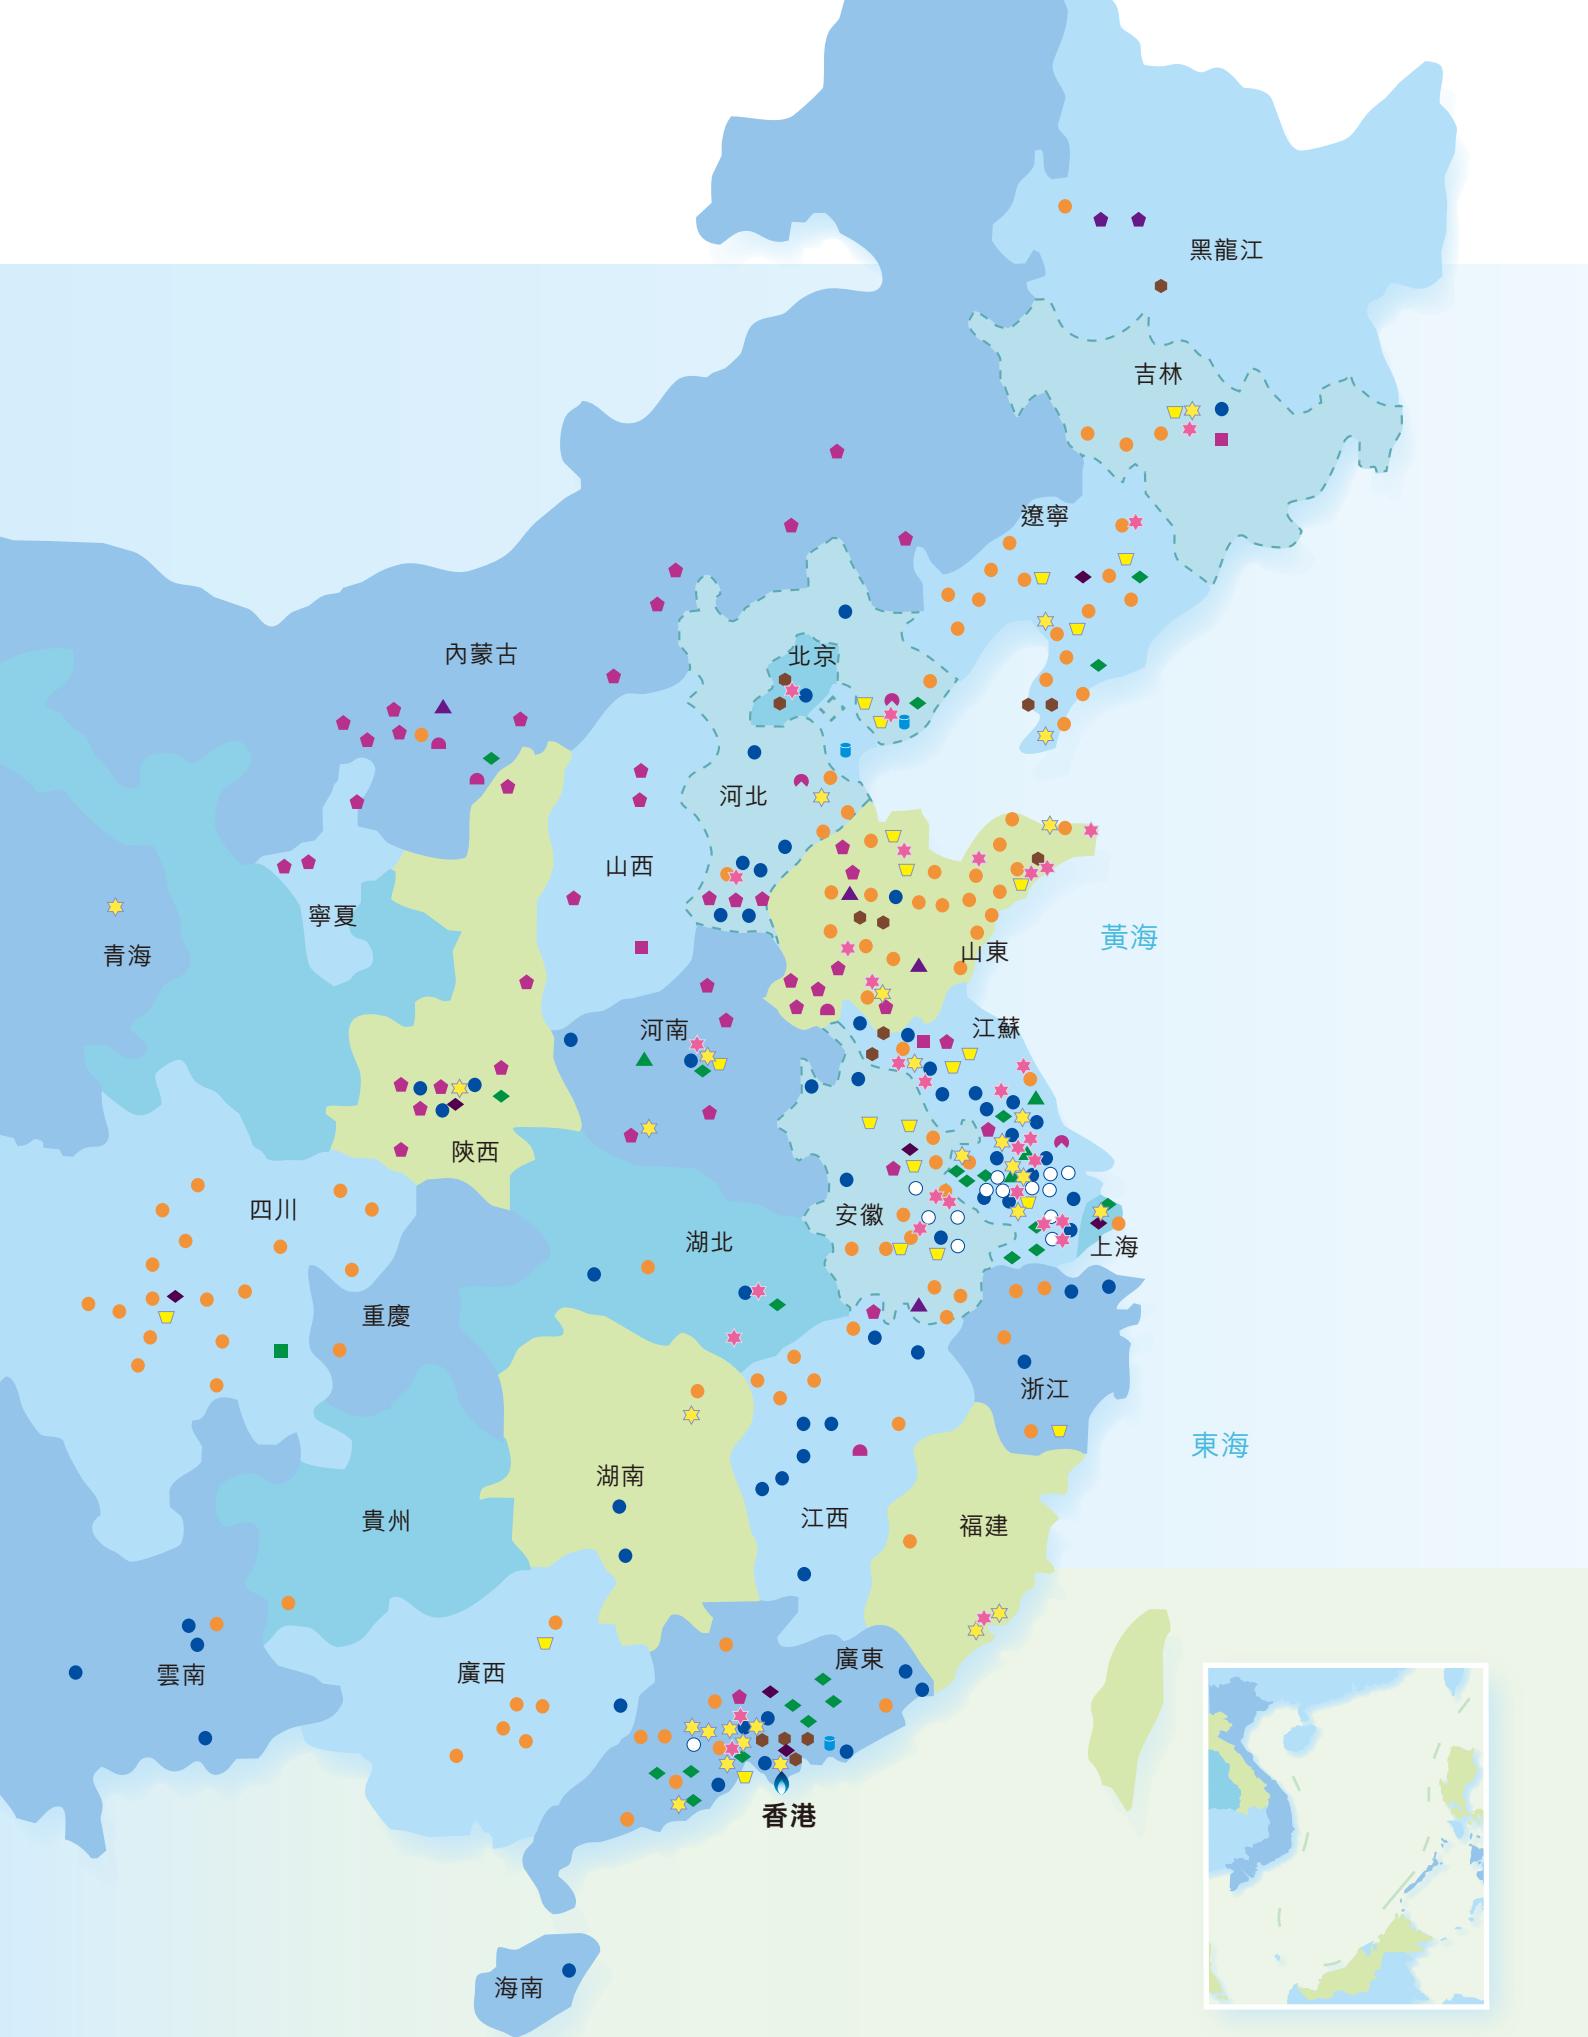 黑龍江
吉林
遼寧
內蒙古
北京
河北
山西
寧夏
青海
黃海
山東
河南
江蘇
陝西
四川
安徽
湖北
上海
重慶
浙江
東海
湖南
江西
貴州
福建
雲南
廣西
廣東
香港
海南